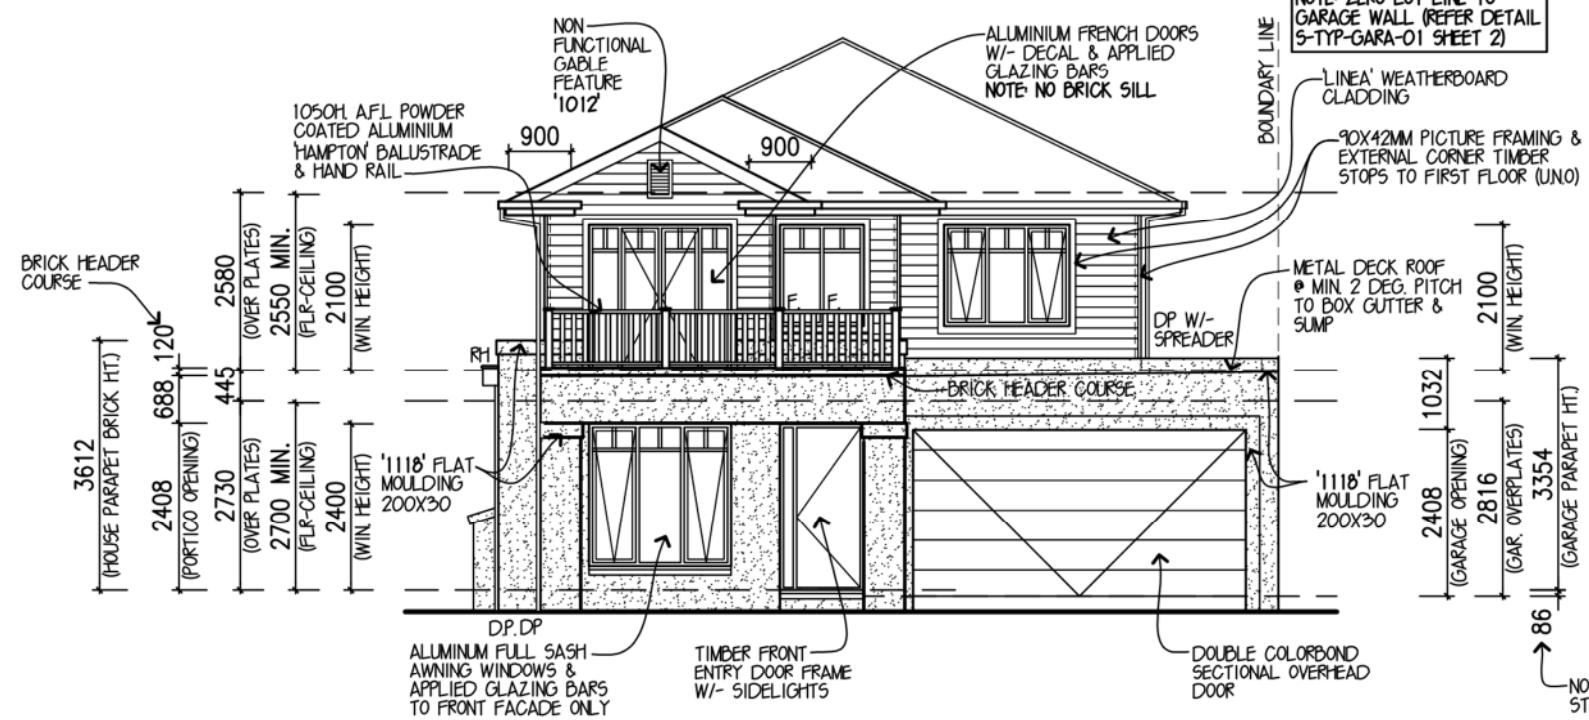 NON
FUNCTIONAL
GABLE
FEATURE
'1012'
ALUMINIUM FRENCH DOORS
W/- DECAL & APPLIED
GLAZING BARS
NOTE: NO BRICK SILL
BOUNDARY LINE
NOTE: ZERO LOT LINE TO
GARAGE WALL (REFER DETAIL
S-TYP-GARA-01 SHEET 2)
'LINEA' WEATHERBOARD
CLADDING
90X42MM PICTURE FRAMING &
EXTERNAL CORNER TIMBER
STOPS TO FIRST FLOOR (U.N.O)
1050H. A.F.L. POWDER
COATED ALUMINIUM
'HAMPTON' BALUSTRADE
& HAND RAIL
900
900
BRICK HEADER
COURSE
120
2580
(OVER PLATES)
2550 MIN.
(FLR-CEILING)
2100
(WIN. HEIGHT)
F.
F.
METAL DECK ROOF
@ MIN. 2 DEG. PITCH
TO BOX GUTTER &
SUMP
DP W/-
SPREADER
2100
(WIN. HEIGHT)
RH
BRICK HEADER COURSE
3612
(HOUSE PARAPET BRICK HT.)
688
2408
(PORTICO OPENING)
445
2730
(OVER PLATES)
2700 MIN.
(FLR-CEILING)
2400
(WIN. HEIGHT)
'1118' FLAT
MOULDING
200X30
'1118' FLAT
MOULDING
200X30
1032
2408
(GARAGE OPENING)
2816
(GAR. OVERPLATES)
3354
(GARAGE PARAPET HT.)
86
D.P. DP
ALUMINUM FULL SASH
AWNING WINDOWS &
APPLIED GLAZING BARS
TO FRONT FACADE ONLY
TIMBER FRONT
ENTRY DOOR FRAME
W/- SIDELIGHTS
DOUBLE COLORBOND
SECTIONAL OVERHEAD
DOOR
NO
ST